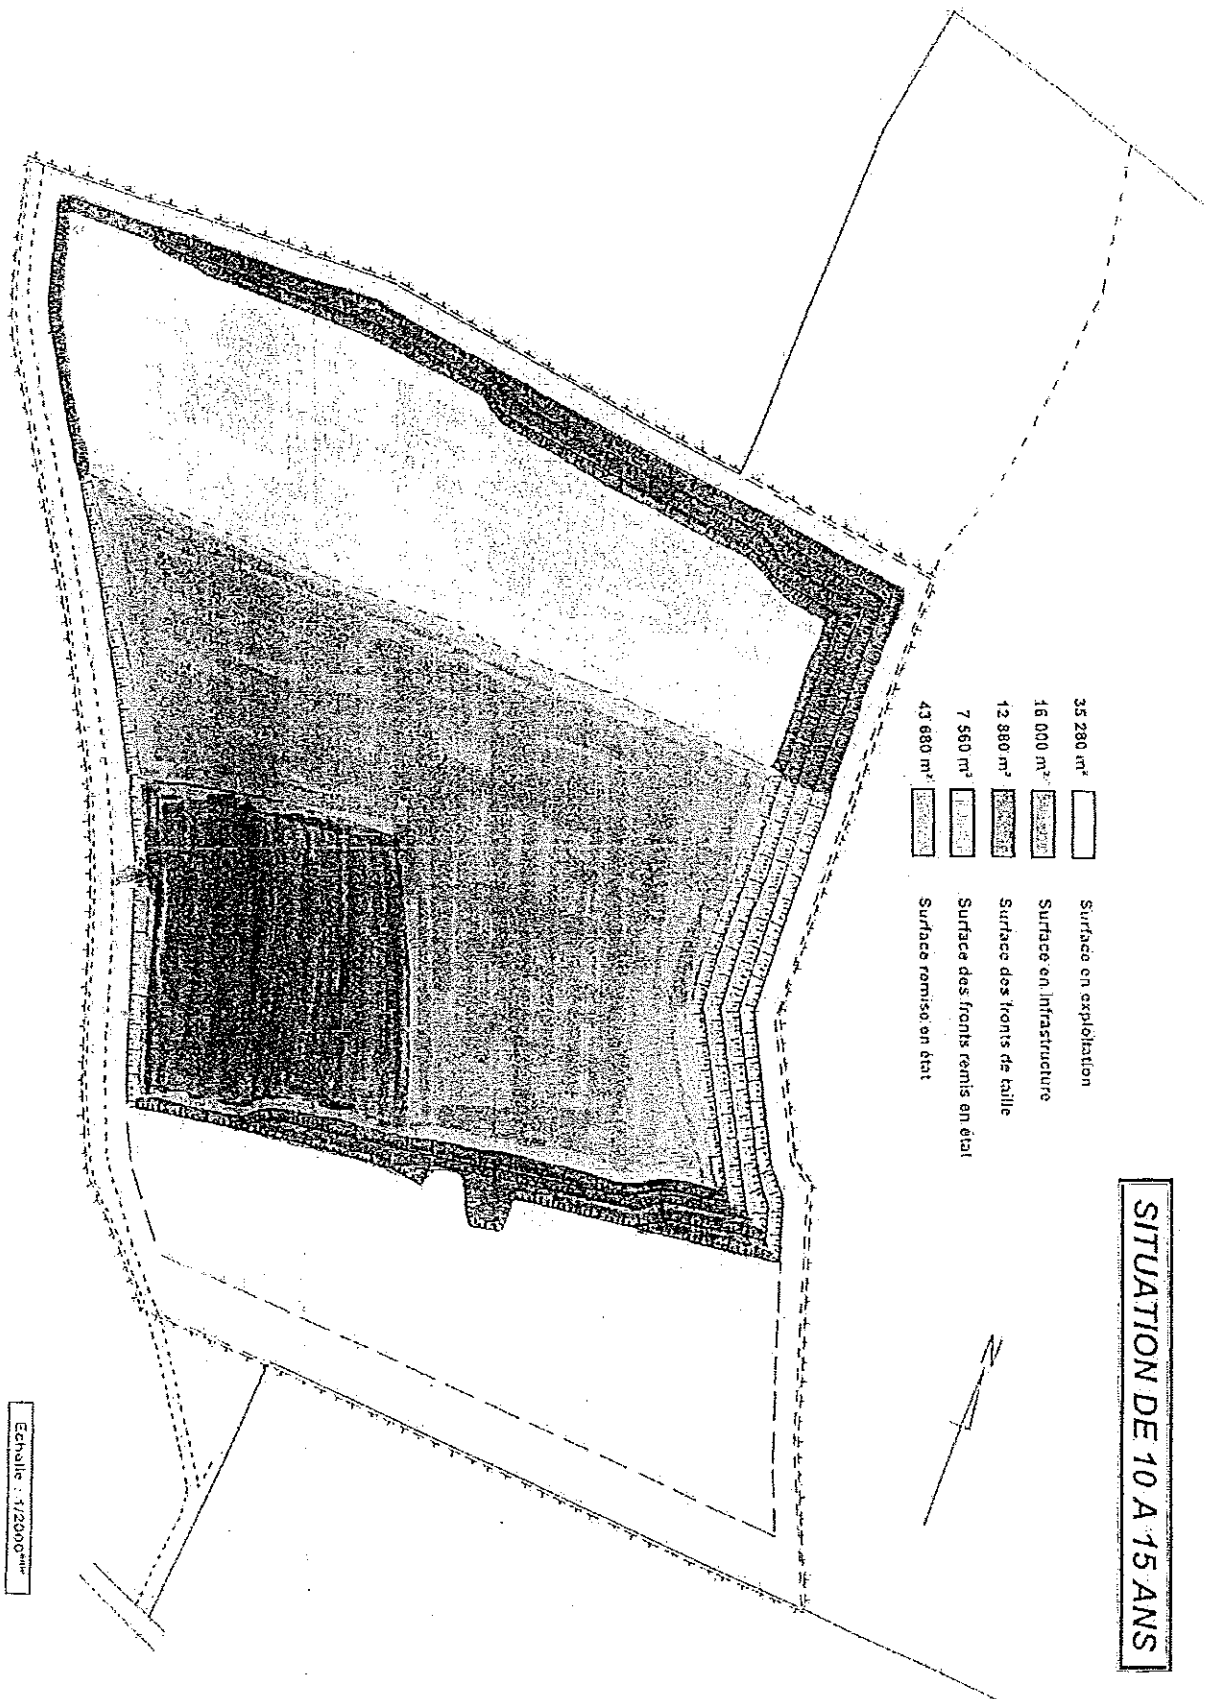 SITUATION DE 10 A 15 ANS
35 280 m² Surface en exploitation
16 000 m² Surface en infrastructure
12 880 m² Surface des fronts de taille
7 560 m² Surface des fronts remis en état
43 680 m² Surface remise en état
N
Echelle : 1/2000ème